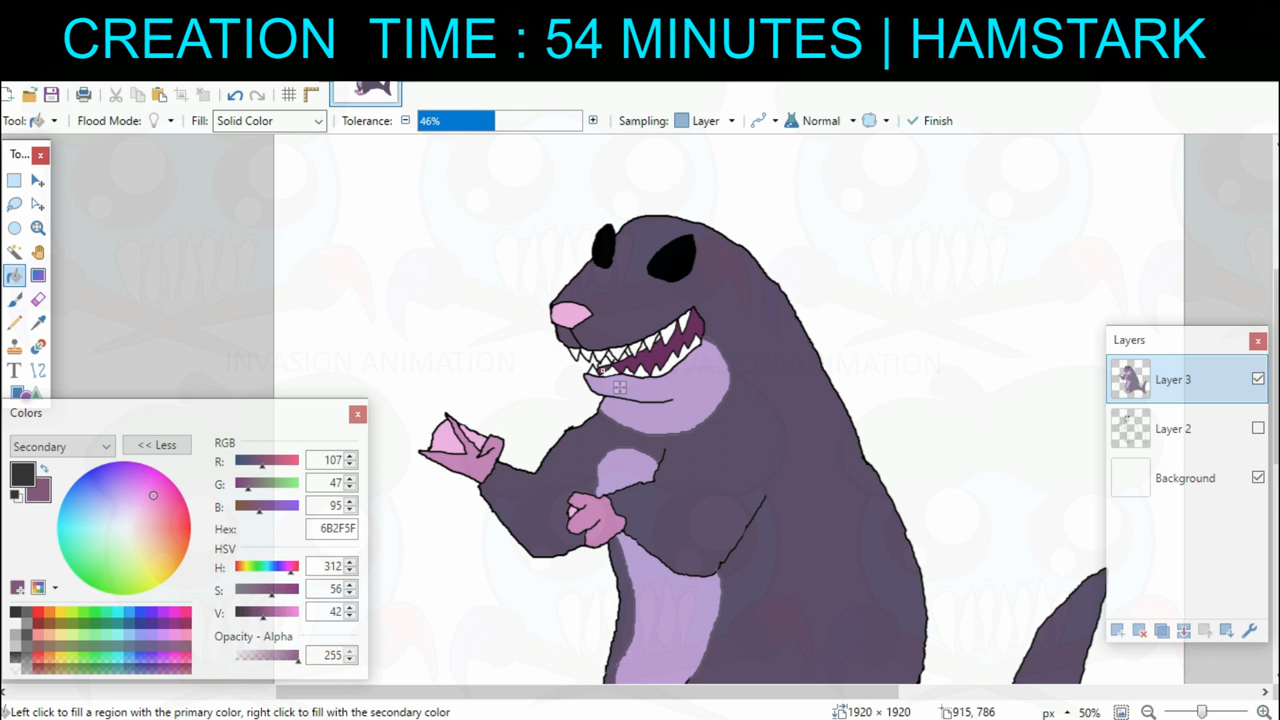 CREATION TIME : 54 MINUTES | HAMSTARK
Tool: Flood Mode: Fill: Solid Color Tolerance: 46% Sampling: Layer Normal Finish
To...
INVASION ANIMATION
Layers
Layer 3
Layer 2
Background
Colors
Secondary << Less
RGB
R: 107
G: 47
B: 95
Hex: 6B2F5F
HSV
H: 312
S: 56
V: 42
Opacity - Alpha
255
Left click to fill a region with the primary color, right click to fill with the secondary color 1920 × 1920 915, 786 px 50%